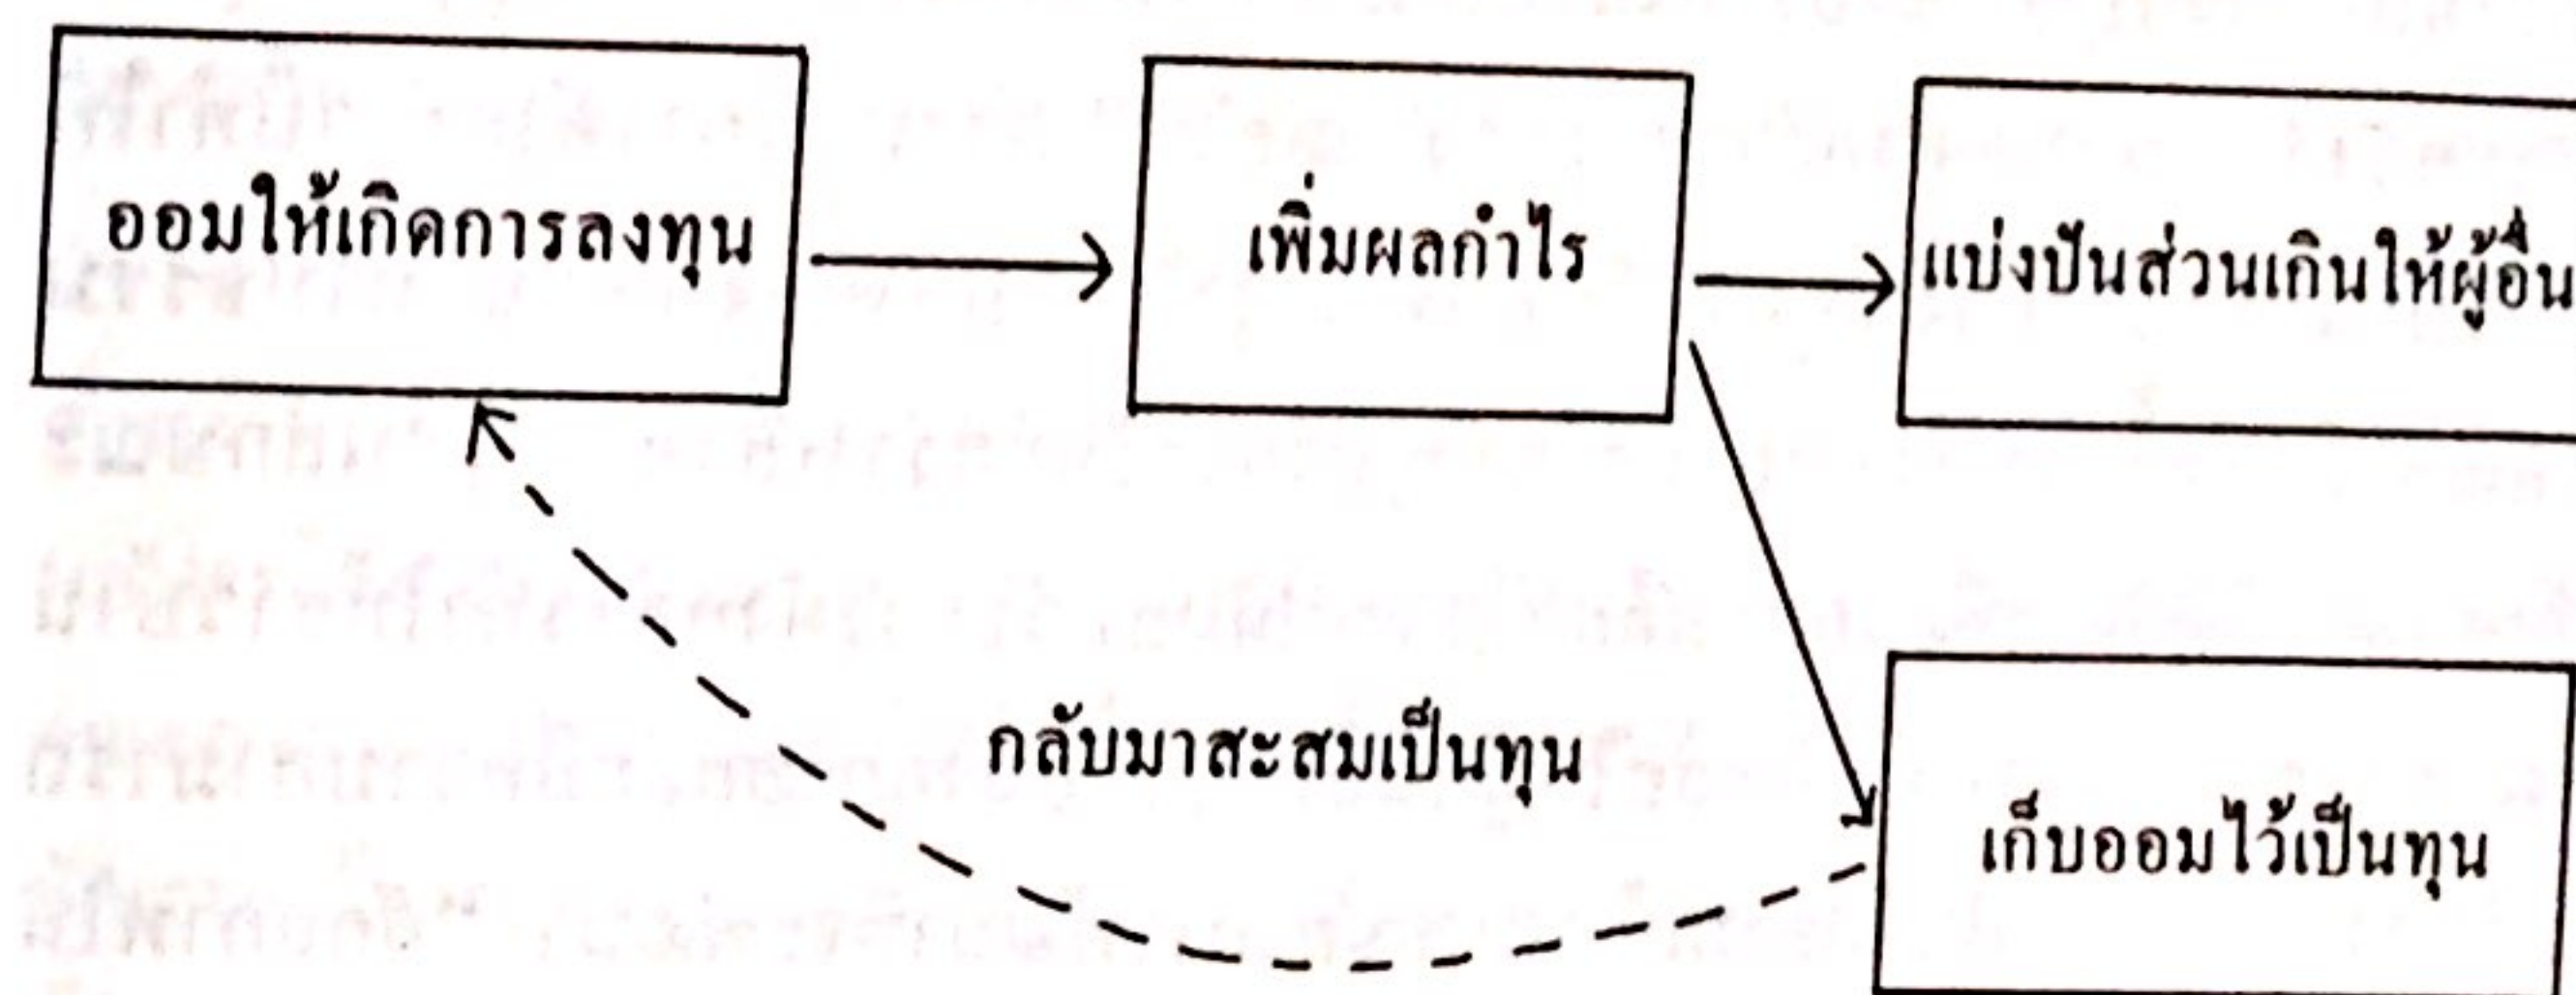 ออมให้เกิดการลงทุน
เพิ่มผลกำไร
แบ่งปันส่วนเกินให้ผู้อื่น
กลับมาสะสมเป็นทุน
เก็บออมไว้เป็นทุน